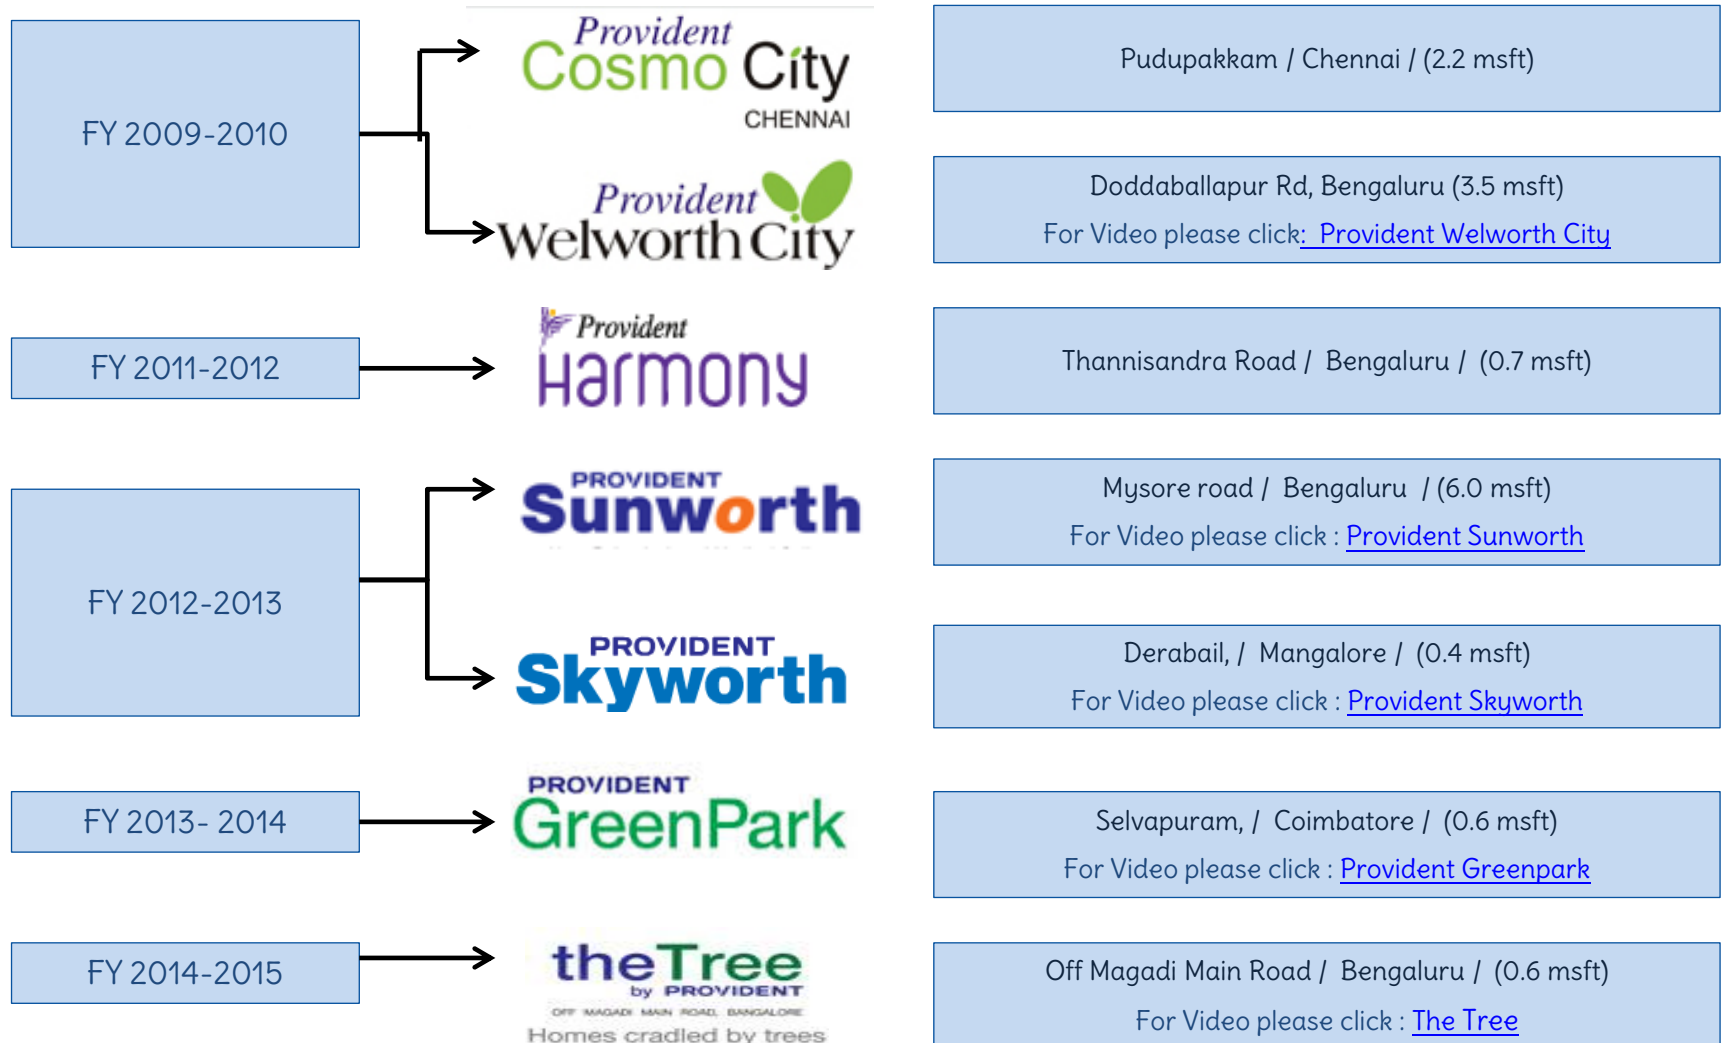 FY 2009-2010
Provident
Cosmo City
CHENNAI
Pudupakkam / Chennai / (2.2 msft)
Provident
Welworth City
Doddaballapur Rd, Bengaluru (3.5 msft)
For Video please click: Provident Welworth City
FY 2011-2012
Provident
Harmony
Thannisandra Road / Bengaluru / (0.7 msft)
FY 2012-2013
PROVIDENT
Sunworth
Mysore road / Bengaluru / (6.0 msft)
For Video please click : Provident Sunworth
PROVIDENT
Skyworth
Derabail, / Mangalore / (0.4 msft)
For Video please click : Provident Skyworth
FY 2013- 2014
PROVIDENT
GreenPark
Selvapuram, / Coimbatore / (0.6 msft)
For Video please click : Provident Greenpark
FY 2014-2015
theTree
by PROVIDENT
OFF MAGADI MAIN ROAD, BANGALORE
Homes cradled by trees
Off Magadi Main Road / Bengaluru / (0.6 msft)
For Video please click : The Tree